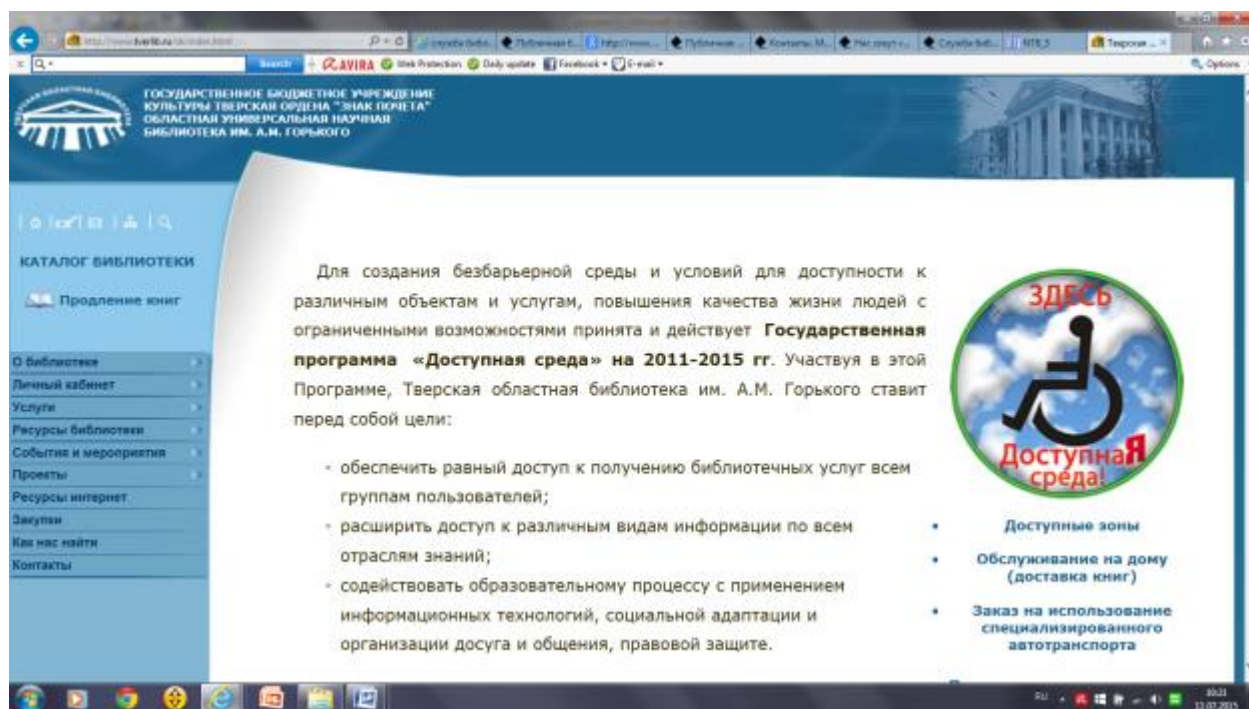 Search
AVIRA Web Protection Daily update Facebook E-mail
Options
ГОСУДАРСТВЕННОЕ БЮДЖЕТНОЕ УЧРЕЖДЕНИЕ
КУЛЬТУРЫ ТВЕРСКАЯ ОРДЕНА "ЗНАК ПОЧЕТА"
ОБЛАСТНАЯ УНИВЕРСАЛЬНАЯ НАУЧНАЯ
БИБЛИОТЕКА ИМ. А.М. ГОРЬКОГО
КАТАЛОГ БИБЛИОТЕКИ
Продление книг
О библиотеке
Личный кабинет
Услуги
Ресурсы библиотеки
События и мероприятия
Проекты
Ресурсы интернет
Закупки
Как нас найти
Контакты
Для создания безбарьерной среды и условий для доступности к
различным объектам и услугам, повышения качества жизни людей с
ограниченными возможностями принята и действует Государственная
программа «Доступная среда» на 2011-2015 гг. Участвуя в этой
Программе, Тверская областная библиотека им. А.М. Горького ставит
перед собой цели:
- обеспечить равный доступ к получению библиотечных услуг всем
группам пользователей;
- расширить доступ к различным видам информации по всем
отраслям знаний;
- содействовать образовательному процессу с применением
информационных технологий, социальной адаптации и
организации досуга и общения, правовой защите.
ЗДЕСЬ
ДоступнаЯ
среда!
• Доступные зоны
• Обслуживание на дому
(доставка книг)
• Заказ на использование
специализированного
автотранспорта
RU
10:21
13.07.2015